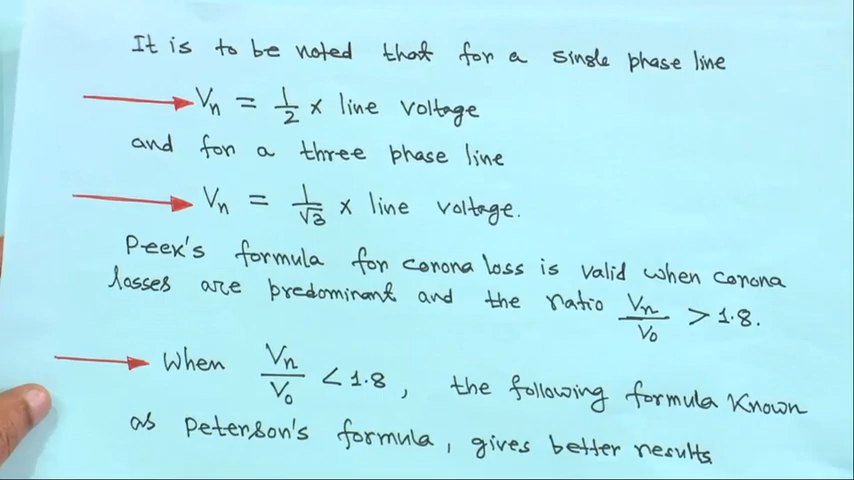 It is to be noted that for a single phase line
Vn = 1/2 × line voltage
and for a three phase line
Vn = 1/√3 × line voltage.
Peek's formula for corona loss is valid when corona
losses are predominant and the ratio Vn/V0 > 1.8.
When Vn/V0 < 1.8, the following formula known
as Peterson's formula, gives better results